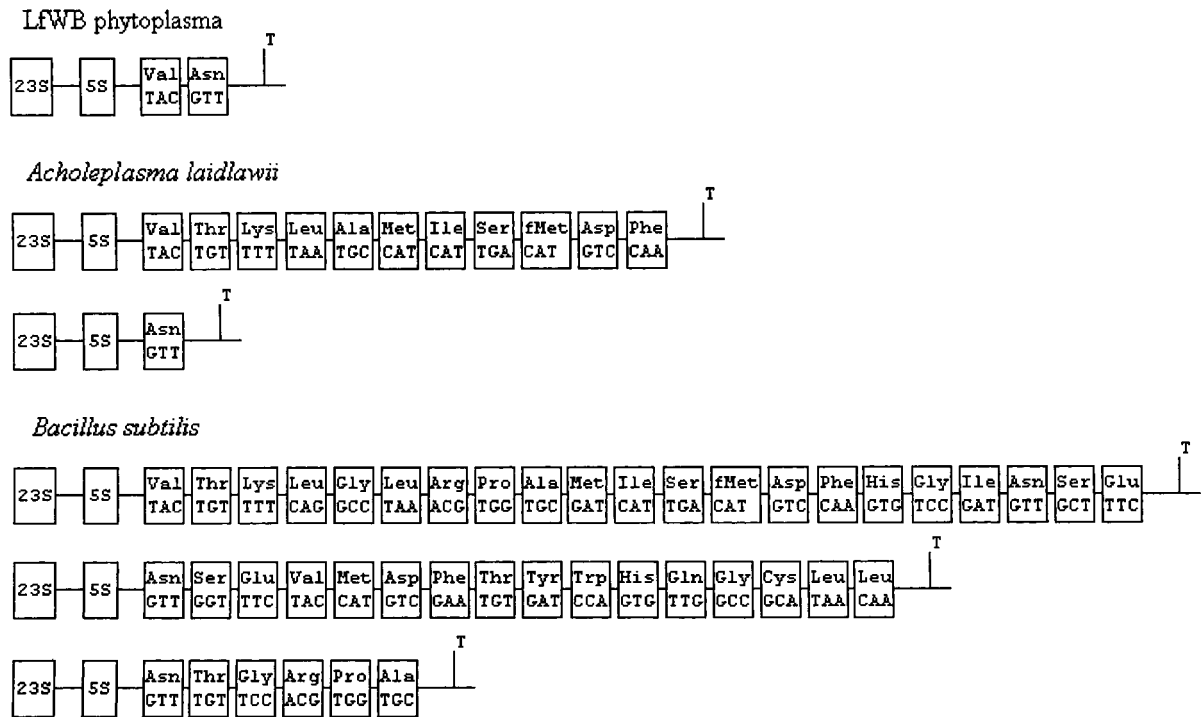 LfWB phytoplasma
T
23S 5S Val Asn
TAC GTT
Acholeplasma laidlawii
T
23S 5S Val Thr Lys Leu Ala Met Ile Ser fMet Asp Phe
TAC TGT TTT TAA TGC CAT CAT TGA CAT GTC CAA
T
23S 5S Asn
GTT
Bacillus subtilis
T
23S 5S Val Thr Lys Leu Gly Leu Arg Pro Ala Met Ile Ser fMet Asp Phe His Gly Ile Asn Ser Glu
TAC TGT TTT CAG GCC TAA ACG TGG TGC GAT CAT TGA CAT GTC CAA GTG TCC GAT GTT GCT TTC
T
23S 5S Asn Ser Glu Val Met Asp Phe Thr Tyr Trp His Gln Gly Cys Leu Leu
GTT GGT TTC TAC CAT GTC GAA TGT GAT CCA GTG TTG GCC GCA TAA CAA
T
23S 5S Asn Thr Gly Arg Pro Ala
GTT TGT TCC ACG TGG TGC